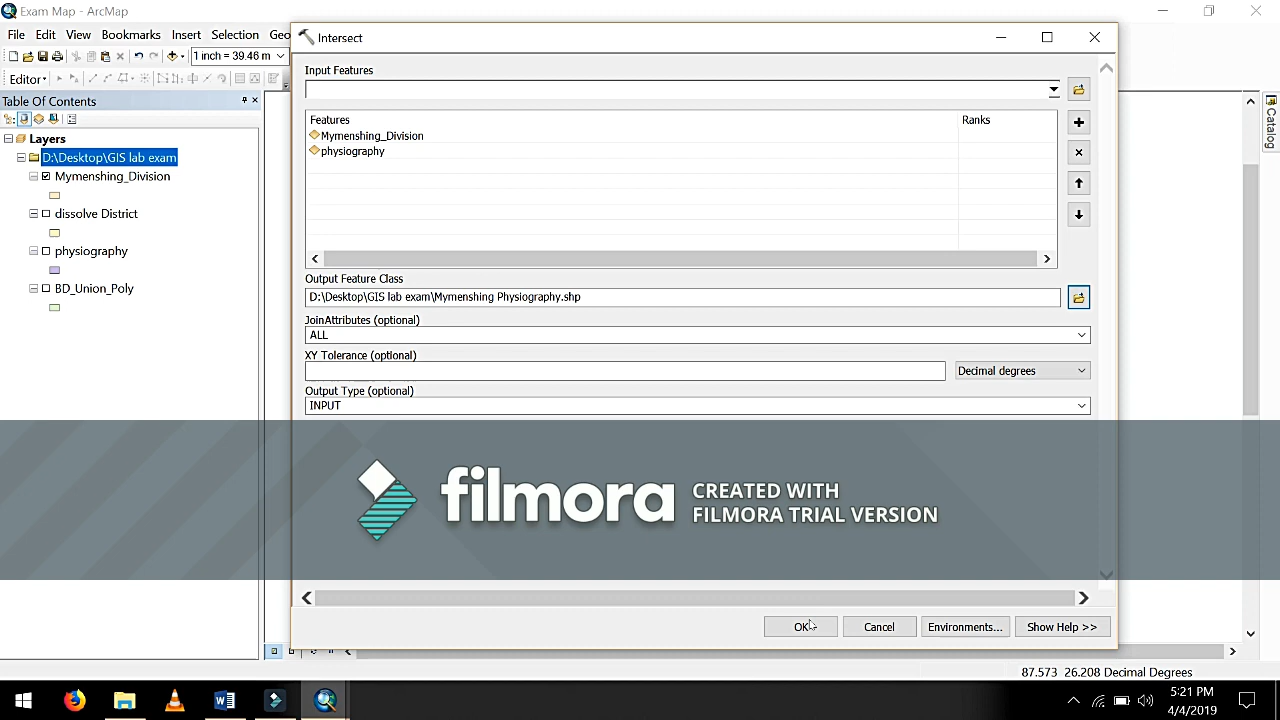 Exam Map - ArcMap
File Edit View Bookmarks Insert Selection Geo
1 inch = 39.46 m
Editor
Table Of Contents
Layers
D:\Desktop\GIS lab exam
Mymenshing_Division
dissolve District
physiography
BD_Union_Poly
Intersect
Input Features
Features Ranks
Mymenshing_Division
physiography
Output Feature Class
D:\Desktop\GIS lab exam\Mymenshing Physiography.shp
JoinAttributes (optional)
ALL
XY Tolerance (optional)
Decimal degrees
Output Type (optional)
INPUT
filmora CREATED WITH
FILMORA TRIAL VERSION
OK Cancel Environments... Show Help >>
Catalog
87.573 26.208 Decimal Degrees
5:21 PM
4/4/2019